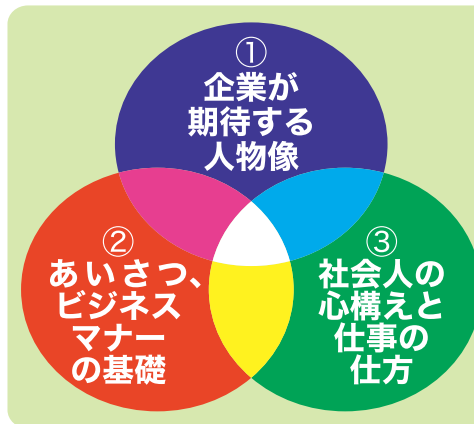 ①
企業が
期待する
人物像
②
あいさつ、
ビジネス
マナー
の基礎
③
社会人の
心構えと
仕事の
仕方